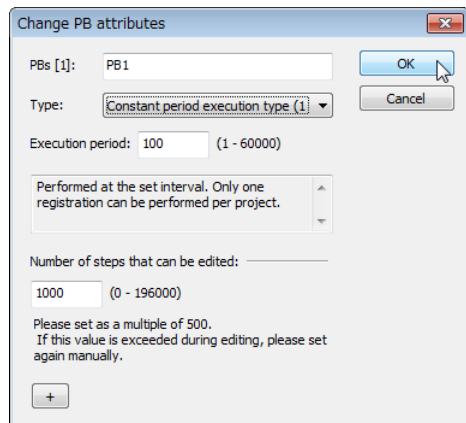 Change PB attributes
PBs [1]: PB1
OK
Type: Constant period execution type (1
Cancel
Execution period: 100 (1 - 60000)
Performed at the set interval. Only one
registration can be performed per project.
Number of steps that can be edited:
1000 (0 - 196000)
Please set as a multiple of 500.
If this value is exceeded during editing, please set
again manually.
+